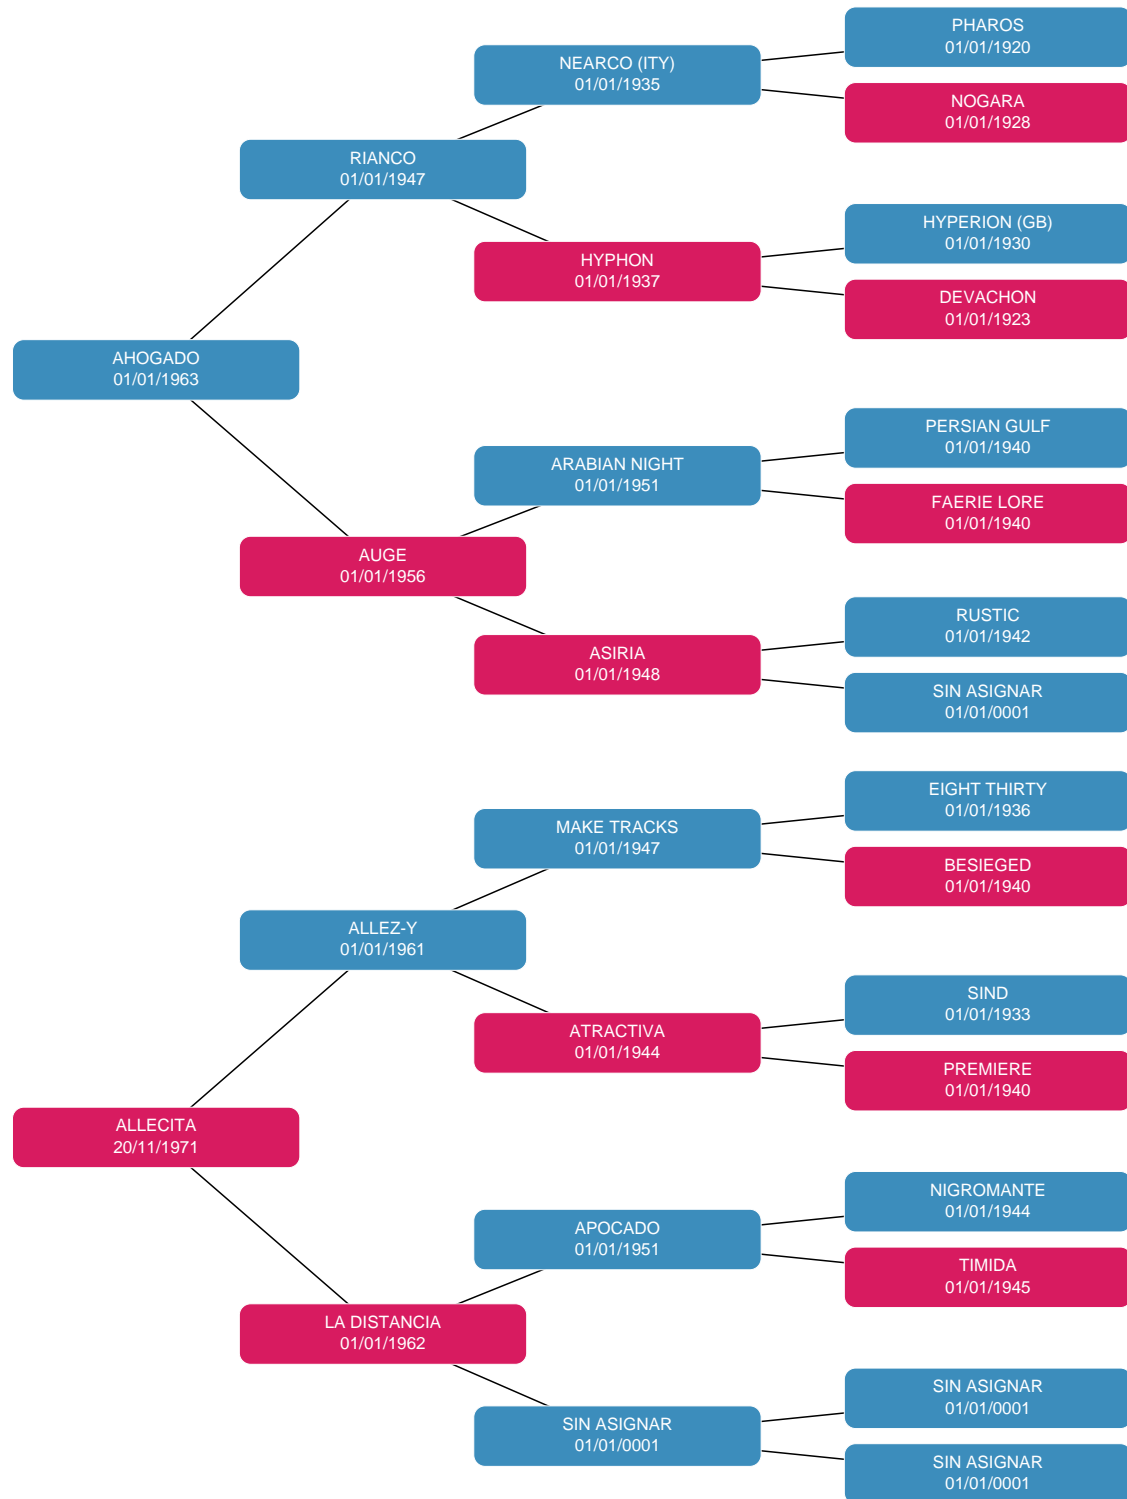 PHAROS
01/01/1920
NEARCO (ITY)
01/01/1935
NOGARA
01/01/1928
RIANCO
01/01/1947
HYPERION (GB)
01/01/1930
HYPHON
01/01/1937
DEVACHON
01/01/1923
AHOGADO
01/01/1963
PERSIAN GULF
01/01/1940
ARABIAN NIGHT
01/01/1951
FAERIE LORE
01/01/1940
AUGE
01/01/1956
RUSTIC
01/01/1942
ASIRIA
01/01/1948
SIN ASIGNAR
01/01/0001
EIGHT THIRTY
01/01/1936
MAKE TRACKS
01/01/1947
BESIEGED
01/01/1940
ALLEZ-Y
01/01/1961
SIND
01/01/1933
ATRACTIVA
01/01/1944
PREMIERE
01/01/1940
ALLECITA
20/11/1971
NIGROMANTE
01/01/1944
APOCADO
01/01/1951
TIMIDA
01/01/1945
LA DISTANCIA
01/01/1962
SIN ASIGNAR
01/01/0001
SIN ASIGNAR
01/01/0001
SIN ASIGNAR
01/01/0001